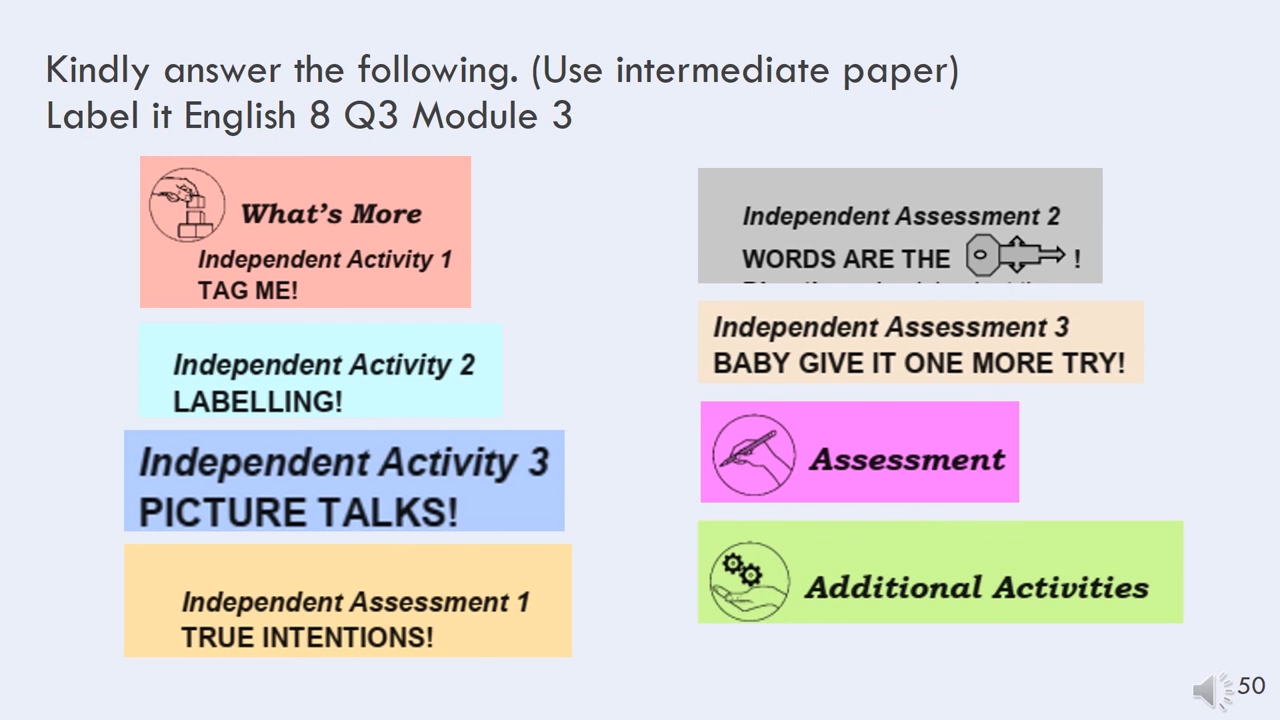 Kindly answer the following. (Use intermediate paper)
Label it English 8 Q3 Module 3
What's More
Independent Activity 1
TAG ME!
Independent Activity 2
LABELLING!
Independent Activity 3
PICTURE TALKS!
Independent Assessment 1
TRUE INTENTIONS!
Independent Assessment 2
WORDS ARE THE !
Independent Assessment 3
BABY GIVE IT ONE MORE TRY!
Assessment
Additional Activities
50